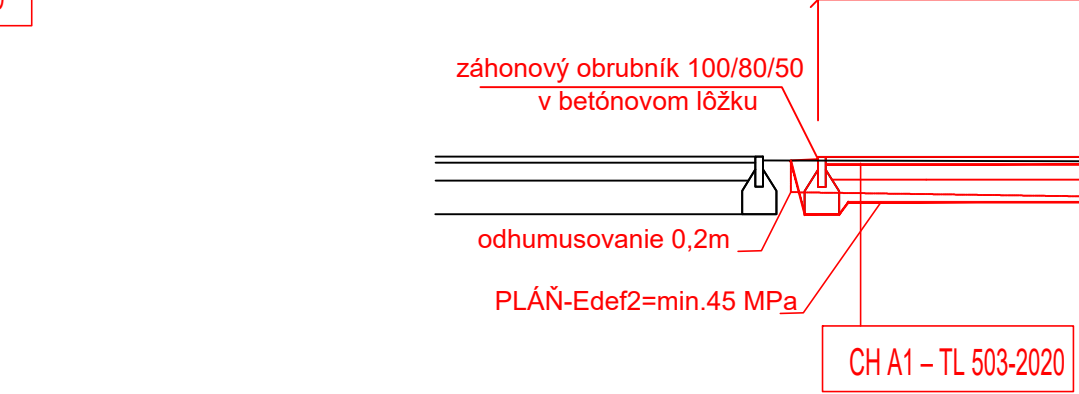 záhonový obrubník 100/80/50
v betónovom lôžku
odhumusovanie 0,2m
PLÁŇ-Edef2=min.45 MPa
CH A1 – TL 503-2020